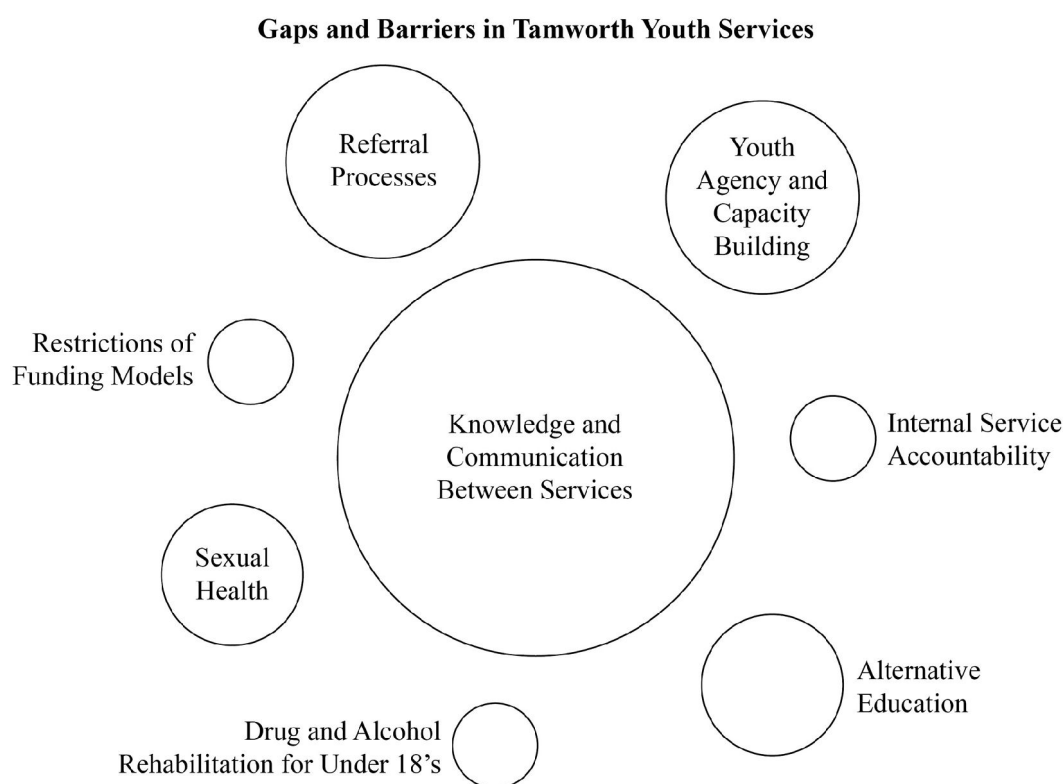 Gaps and Barriers in Tamworth Youth Services
Referral
Processes
Youth
Agency and
Capacity
Building
Restrictions of
Funding Models
Knowledge and
Communication
Between Services
Internal Service
Accountability
Sexual
Health
Alternative
Education
Drug and Alcohol
Rehabilitation for Under 18's